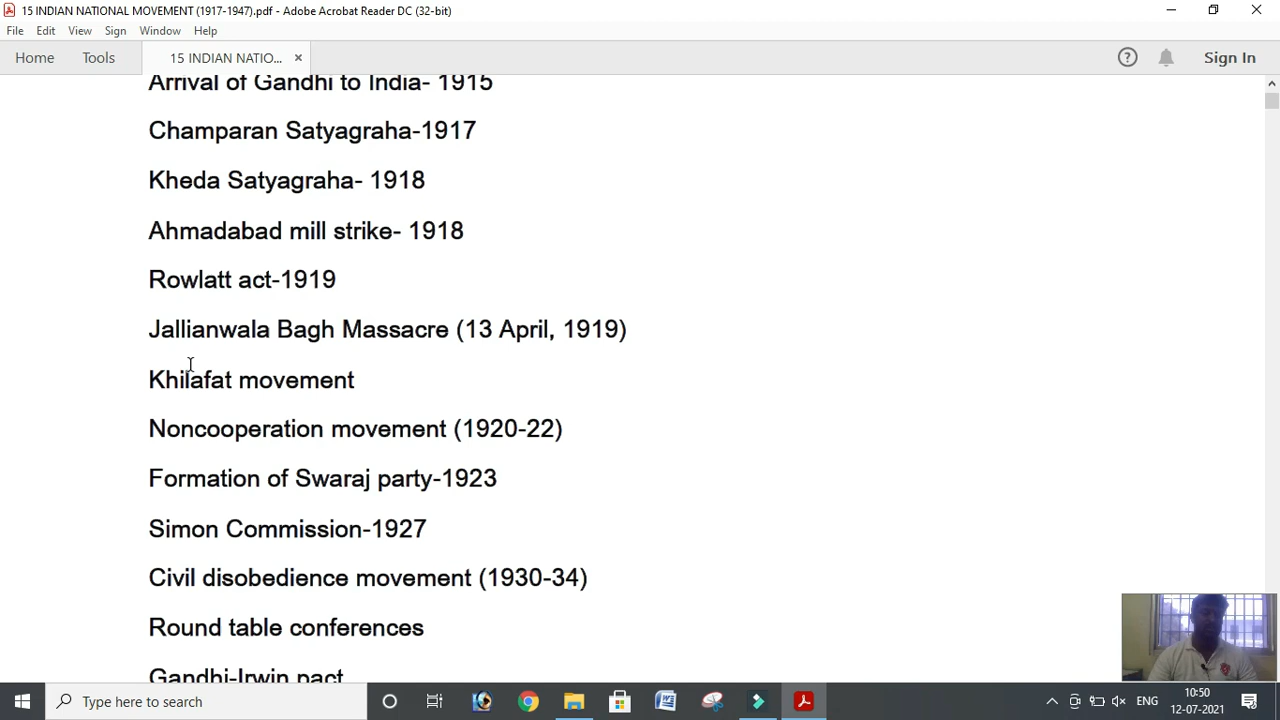 15 INDIAN NATIONAL MOVEMENT (1917-1947).pdf - Adobe Acrobat Reader DC (32-bit)
File Edit View Sign Window Help
Home Tools 15 INDIAN NATIO... Sign In
Arrival of Gandhi to India- 1915
Champaran Satyagraha-1917
Kheda Satyagraha- 1918
Ahmadabad mill strike- 1918
Rowlatt act-1919
Jallianwala Bagh Massacre (13 April, 1919)
Khilafat movement
Noncooperation movement (1920-22)
Formation of Swaraj party-1923
Simon Commission-1927
Civil disobedience movement (1930-34)
Round table conferences
Gandhi-Irwin pact
Type here to search
ENG
10:50
12-07-2021